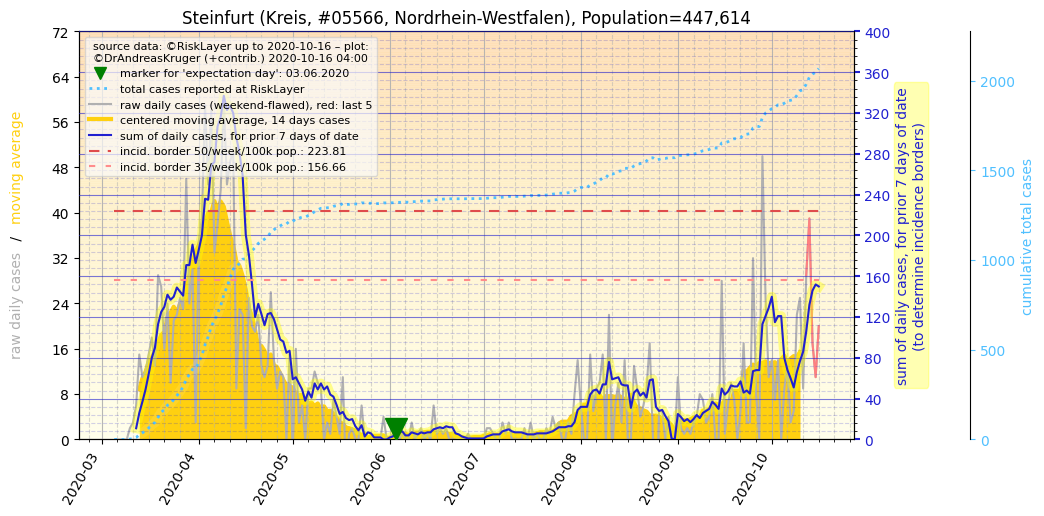 Steinfurt (Kreis, #05566, Nordrhein-Westfalen), Population=447,614
source data: ©RiskLayer up to 2020-10-16 – plot:
©DrAndreasKruger (+contrib.) 2020-10-16 04:00
marker for 'expectation day': 03.06.2020
total cases reported at RiskLayer
raw daily cases (weekend-flawed), red: last 5
centered moving average, 14 days cases
sum of daily cases, for prior 7 days of date
incid. border 50/week/100k pop.: 223.81
incid. border 35/week/100k pop.: 156.66
raw daily cases / moving average
72
64
56
48
40
32
24
16
8
0
2020-03
2020-04
2020-05
2020-06
2020-07
2020-08
2020-09
2020-10
400
360
320
280
240
200
160
120
80
40
0
sum of daily cases, for prior 7 days of date
(to determine incidence borders)
2000
1500
1000
500
0
cumulative total cases